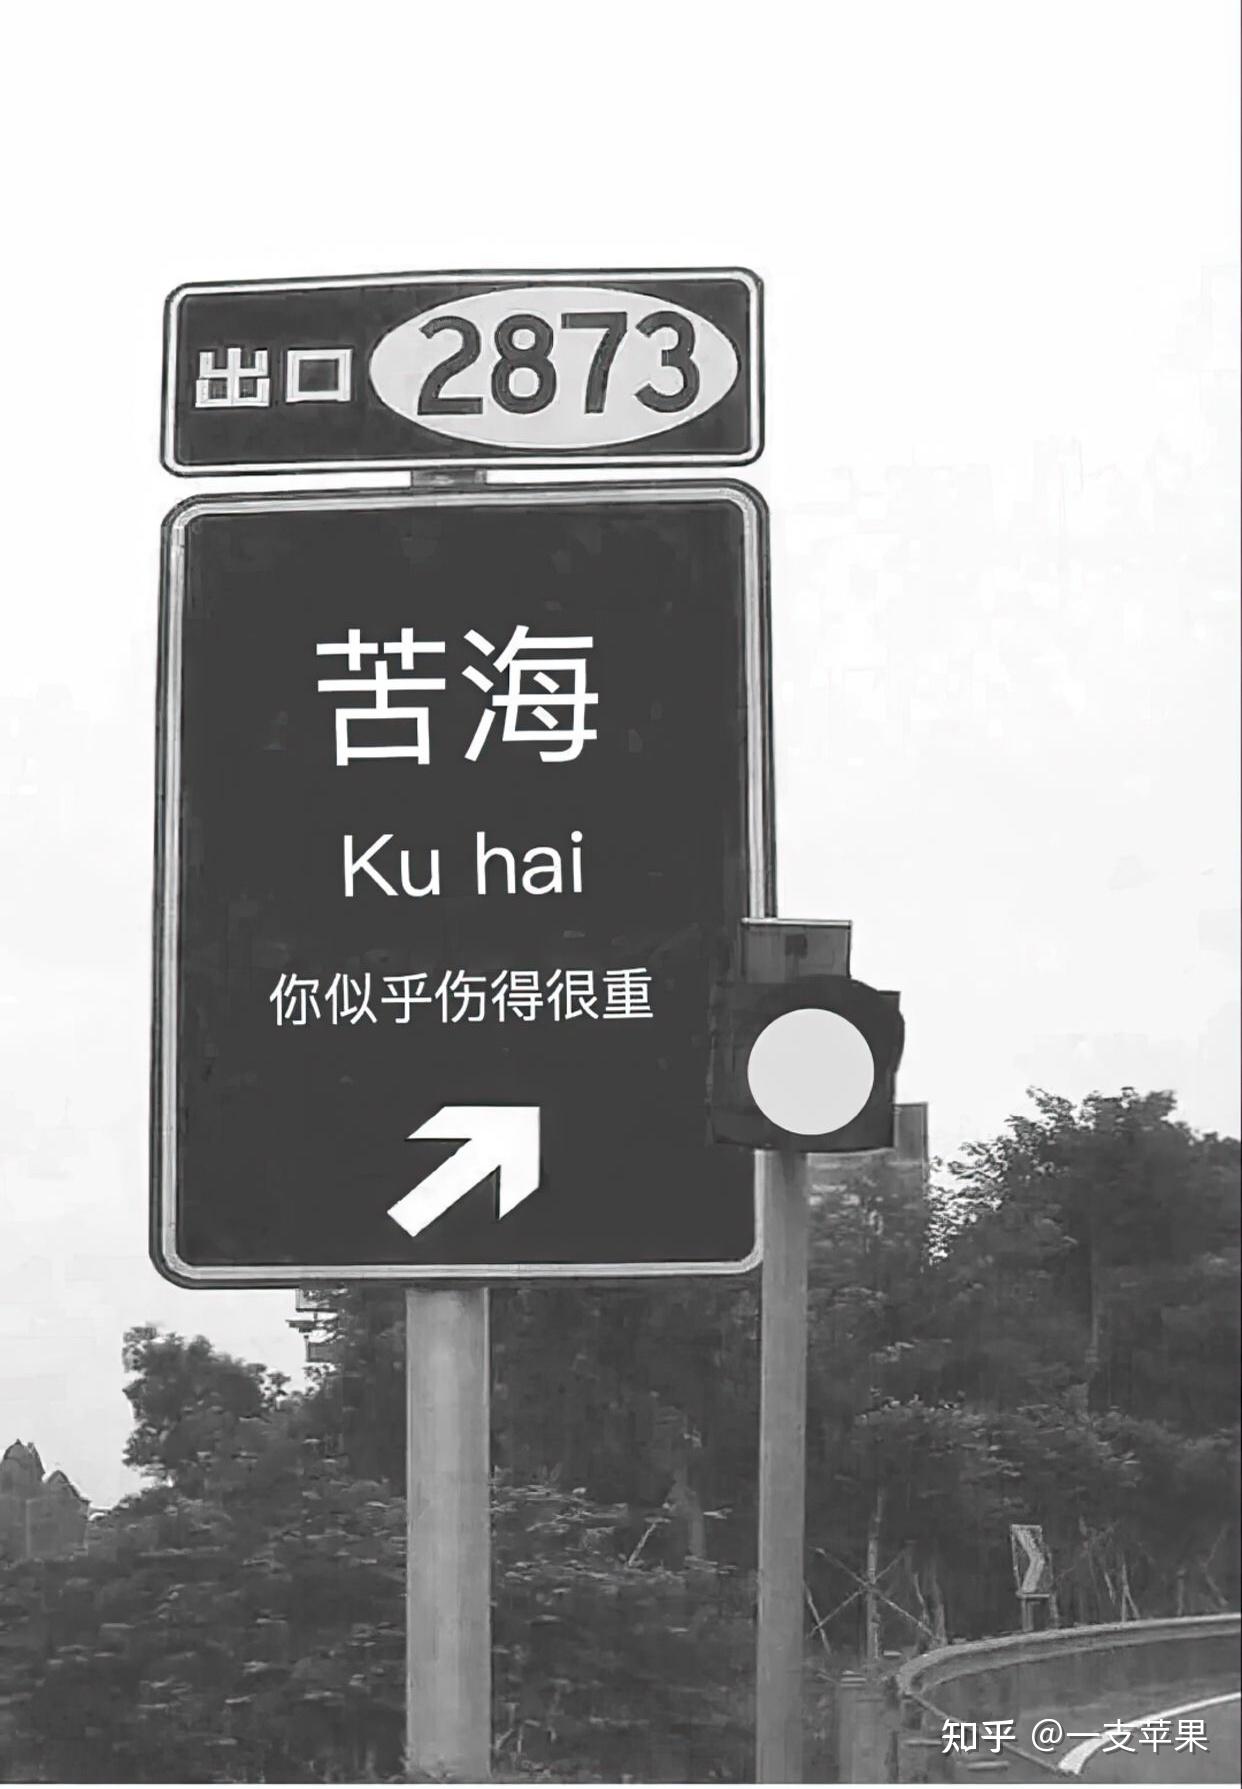 出口 2873
苦海
Ku hai
你似乎伤得很重
知乎 @一支苹果